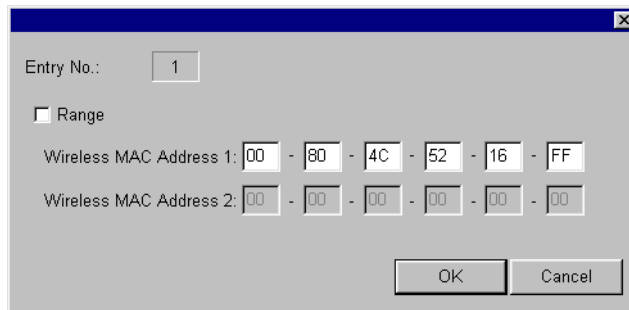 Entry No.: 1
Range
Wireless MAC Address 1: 00 - 80 - 4C - 52 - 16 - FF
Wireless MAC Address 2: 00 - 00 - 00 - 00 - 00 - 00
OK Cancel